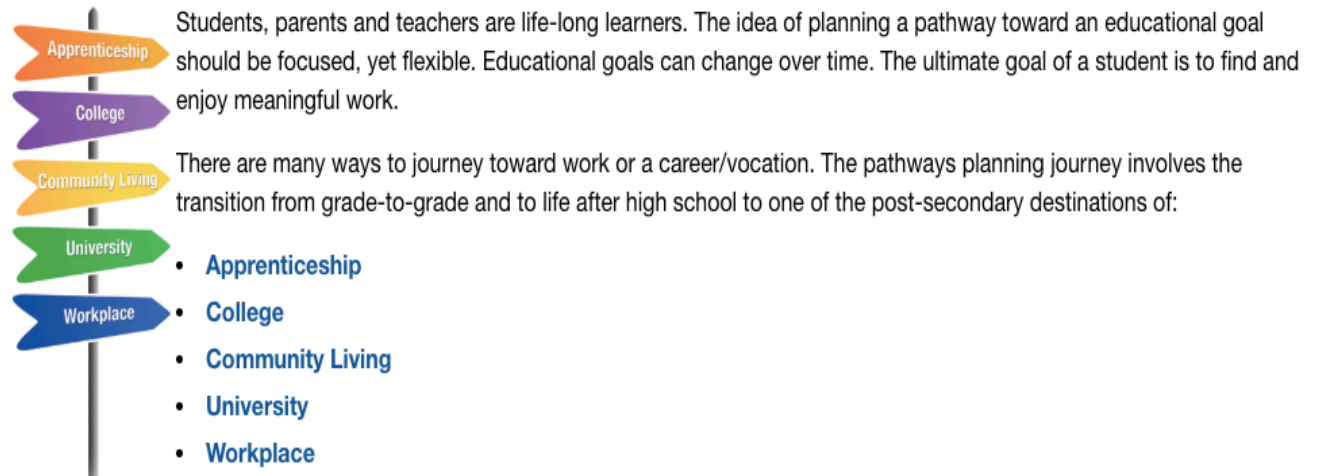 Apprenticeship
College
Community Living
University
Workplace
Students, parents and teachers are life-long learners. The idea of planning a pathway toward an educational goal
should be focused, yet flexible. Educational goals can change over time. The ultimate goal of a student is to find and
enjoy meaningful work.
There are many ways to journey toward work or a career/vocation. The pathways planning journey involves the
transition from grade-to-grade and to life after high school to one of the post-secondary destinations of:
• Apprenticeship
• College
• Community Living
• University
• Workplace